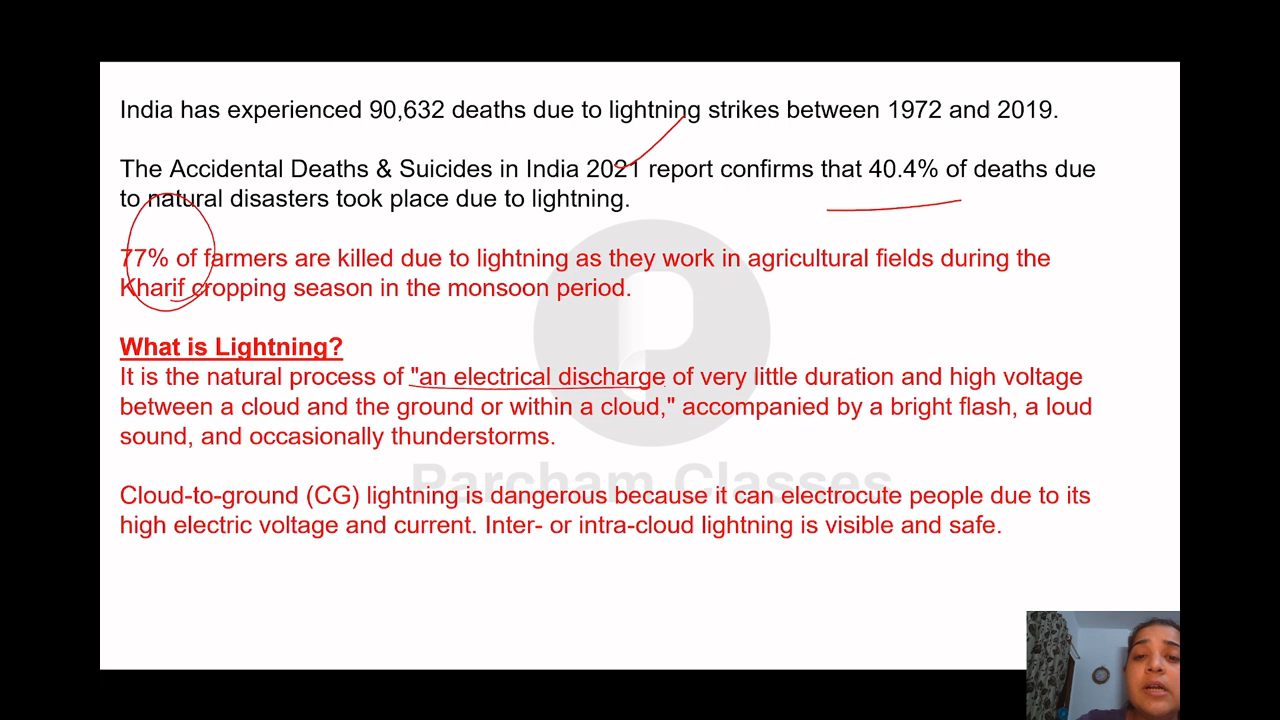 India has experienced 90,632 deaths due to lightning strikes between 1972 and 2019.
The Accidental Deaths & Suicides in India 2021 report confirms that 40.4% of deaths due
to natural disasters took place due to lightning.
77% of farmers are killed due to lightning as they work in agricultural fields during the
Kharif cropping season in the monsoon period.
What is Lightning?
It is the natural process of "an electrical discharge of very little duration and high voltage
between a cloud and the ground or within a cloud," accompanied by a bright flash, a loud
sound, and occasionally thunderstorms.
Parcham Classes
Cloud-to-ground (CG) lightning is dangerous because it can electrocute people due to its
high electric voltage and current. Inter- or intra-cloud lightning is visible and safe.